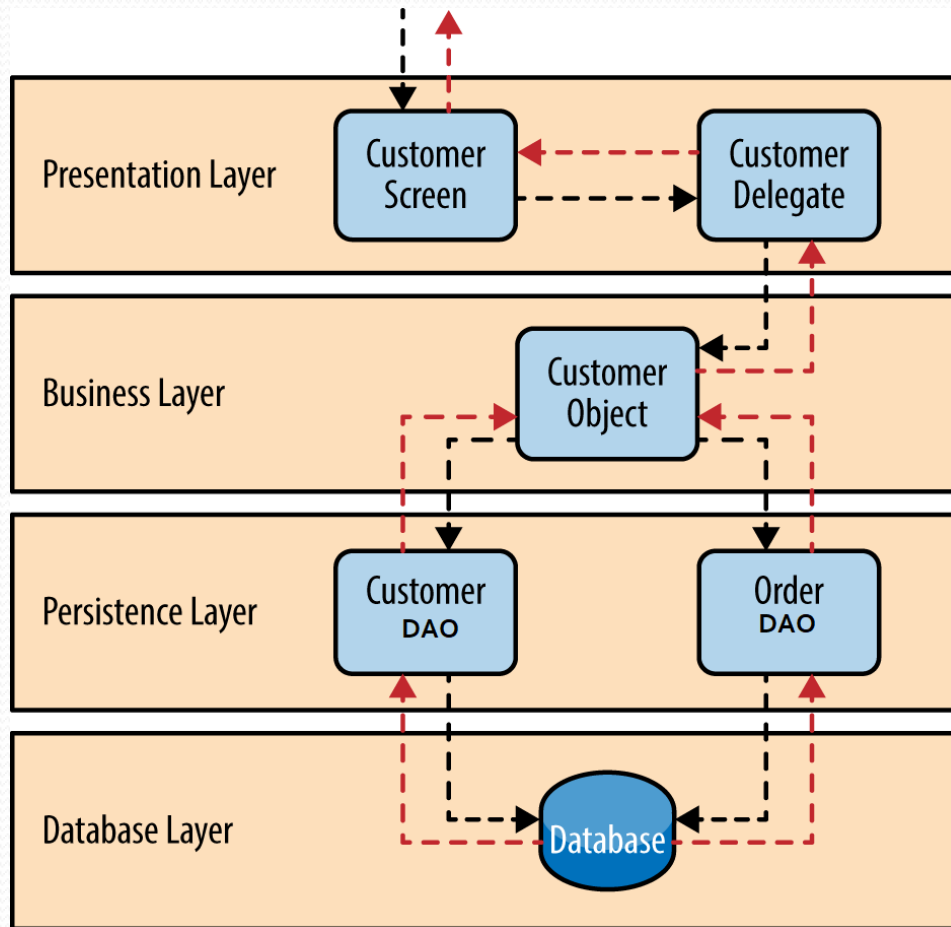 Presentation Layer
Customer
Screen
Customer
Delegate
Business Layer
Customer
Object
Persistence Layer
Customer
DAO
Order
DAO
Database Layer
Database